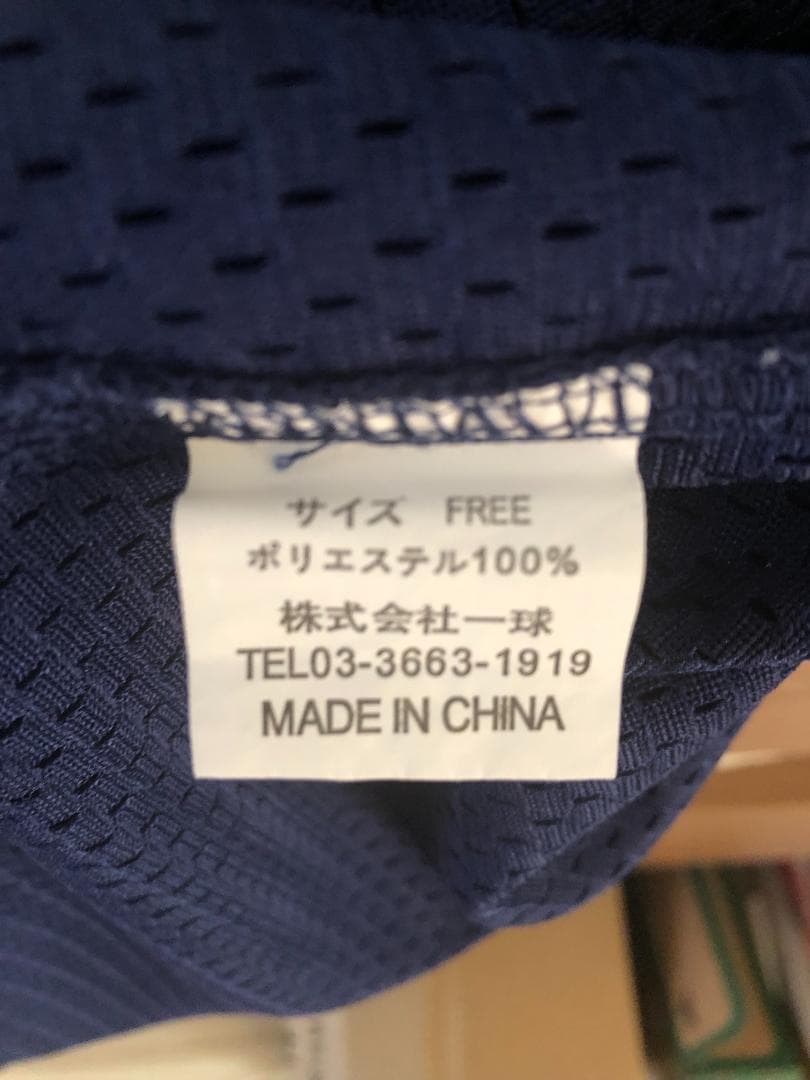 サイズ　FREE
ポリエステル100%
株式会社一球
TEL03-3663-1919
MADE IN CHINA